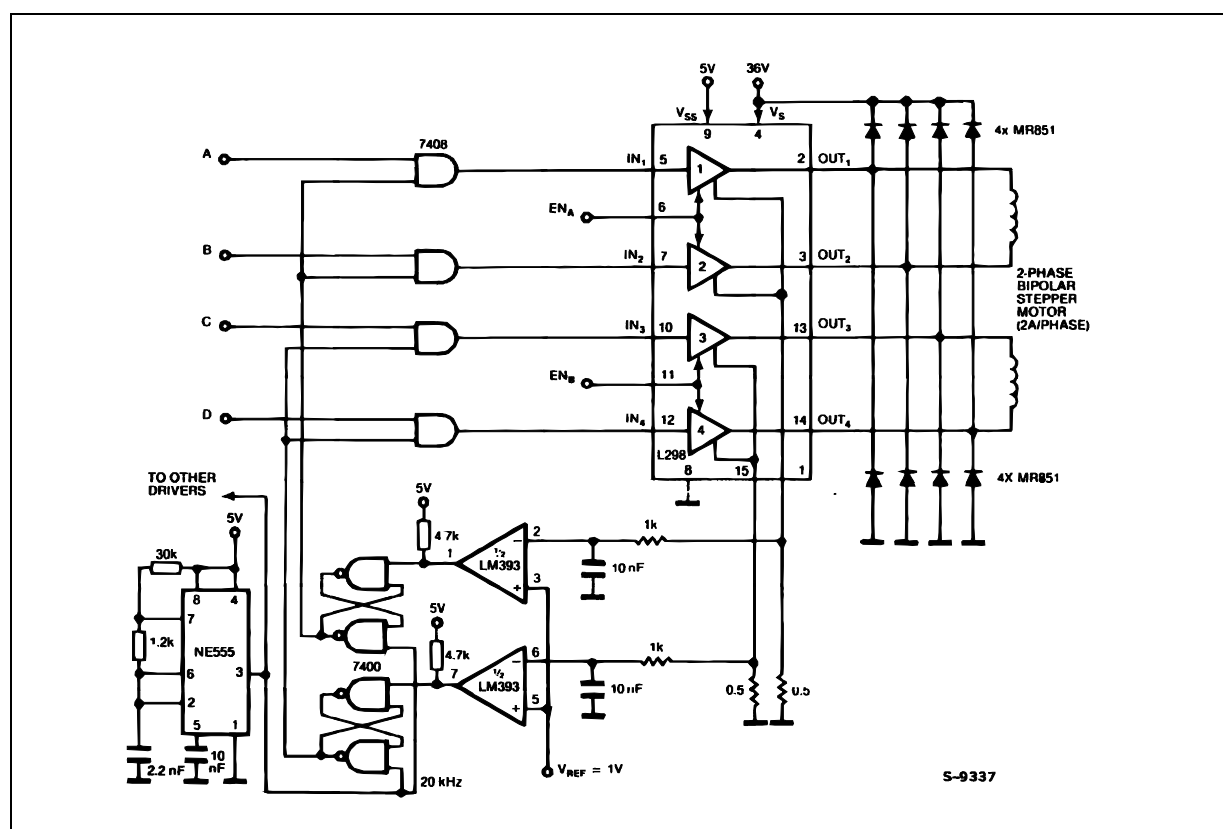 5V
36V
VSS
VS
9
4
4x MR851
7408
A
IN1
5
1
2
OUT1
ENA
6
B
IN2
7
2
3
OUT2
2-PHASE
BIPOLAR
STEPPER
MOTOR
(2A/PHASE)
C
IN3
10
3
13
OUT3
ENB
11
D
IN4
12
4
14
OUT4
L298
8
15
1
4X MR851
TO OTHER
DRIVERS
5V
5V
4.7k
1
1/2
LM393
2
−
3
+
1k
10 nF
30k
8
4
7
1.2k
NE555
6
3
2
5
1
2.2 nF
10
nF
5V
4.7k
7400
7
1/2
LM393
6
−
5
+
1k
10 nF
0.5
0.5
20 kHz
VREF = 1V
S-9337